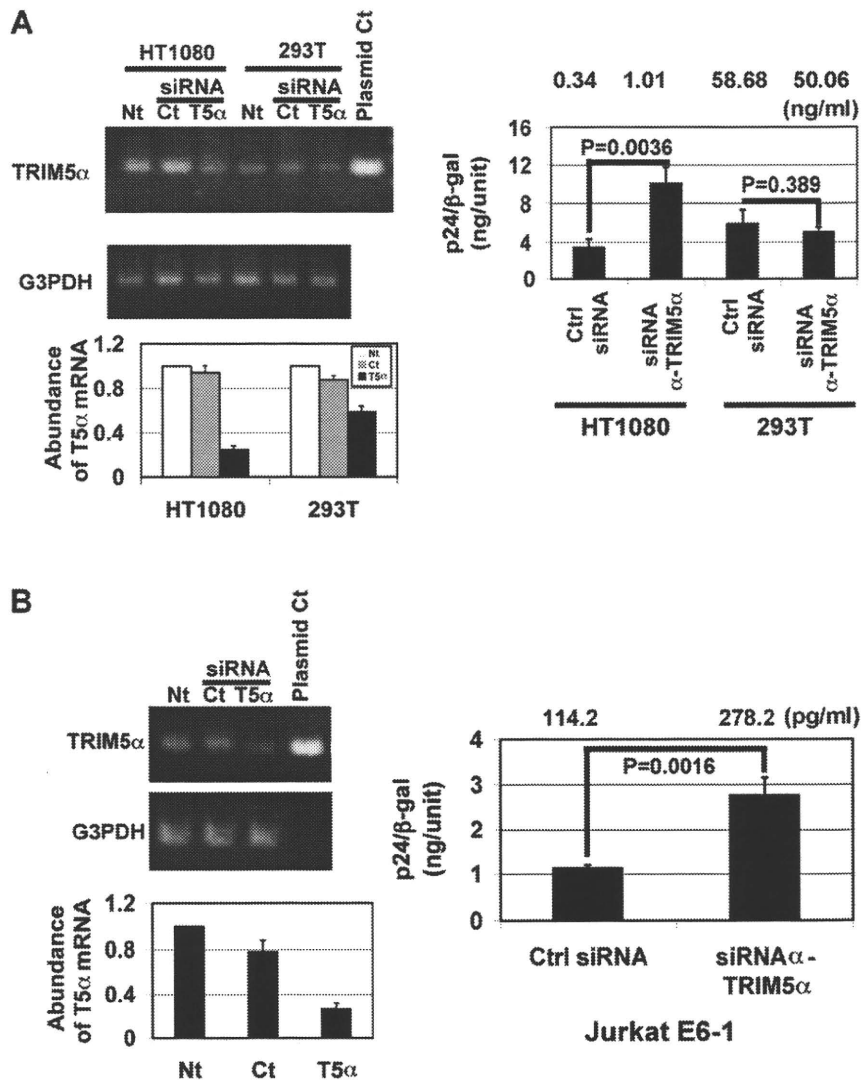 A
HT1080 293T
siRNA siRNA
Nt Ct T5α Nt Ct T5α Plasmid Ct
TRIM5α
G3PDH
Abundance
of T5α mRNA
1.2
0.8
0.4
0
Nt
Ct
T5α
HT1080 293T
0.34 1.01 58.68 50.06
(ng/ml)
p24/β-gal
(ng/unit)
16
12
8
4
0
P=0.0036
P=0.389
Ctrl
siRNA
siRNA
α-TRIM5α
Ctrl
siRNA
siRNA
α-TRIM5α
HT1080 293T
B
siRNA
Nt Ct T5α Plasmid Ct
TRIM5α
G3PDH
Abundance
of T5α mRNA
1.2
0.8
0.4
0
Nt Ct T5α
114.2 278.2 (pg/ml)
p24/β-gal
(ng/unit)
4
3
2
1
0
P=0.0016
Ctrl siRNA siRNAα-
TRIM5α
Jurkat E6-1